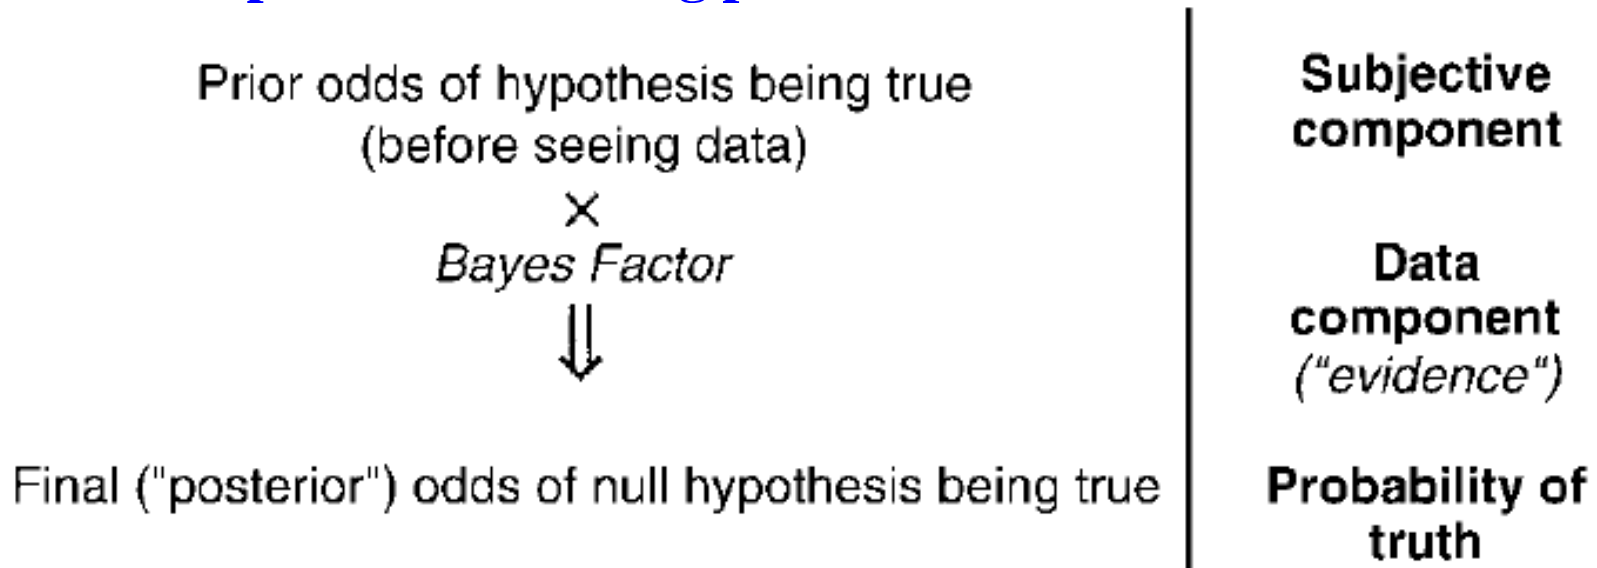 Prior odds of hypothesis being true
(before seeing data)
×
Bayes Factor
⇓
Final ("posterior") odds of null hypothesis being true
Subjective
component
Data
component
("evidence")
Probability of
truth